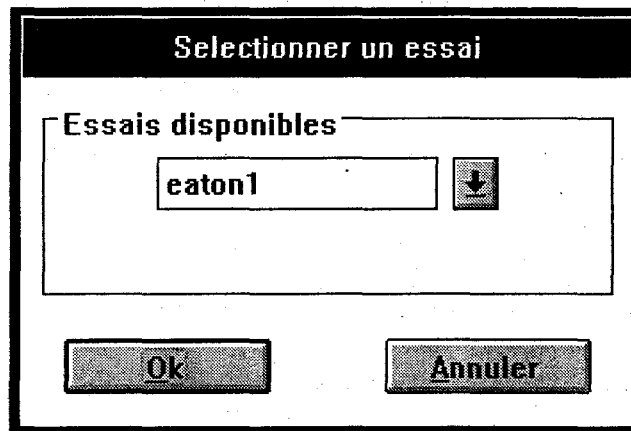 Selectionner un essai
Essais disponibles
eaton1
Ok
Annuler